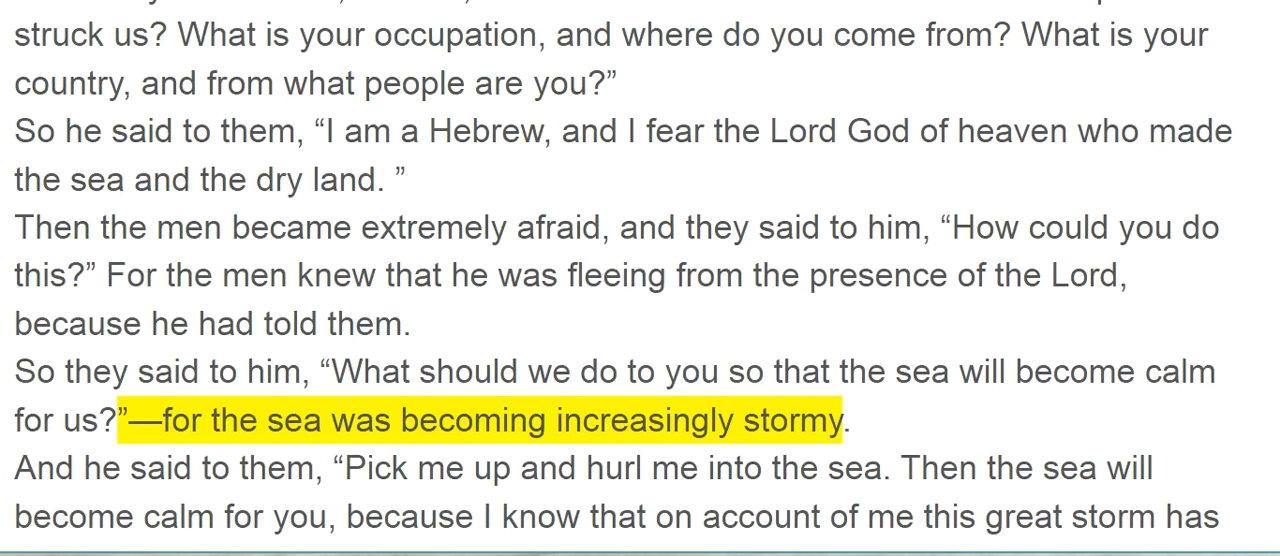 struck us? What is your occupation, and where do you come from? What is your
country, and from what people are you?”
So he said to them, “I am a Hebrew, and I fear the Lord God of heaven who made
the sea and the dry land. ”
Then the men became extremely afraid, and they said to him, “How could you do
this?” For the men knew that he was fleeing from the presence of the Lord,
because he had told them.
So they said to him, “What should we do to you so that the sea will become calm
for us?”—for the sea was becoming increasingly stormy.
And he said to them, “Pick me up and hurl me into the sea. Then the sea will
become calm for you, because I know that on account of me this great storm has